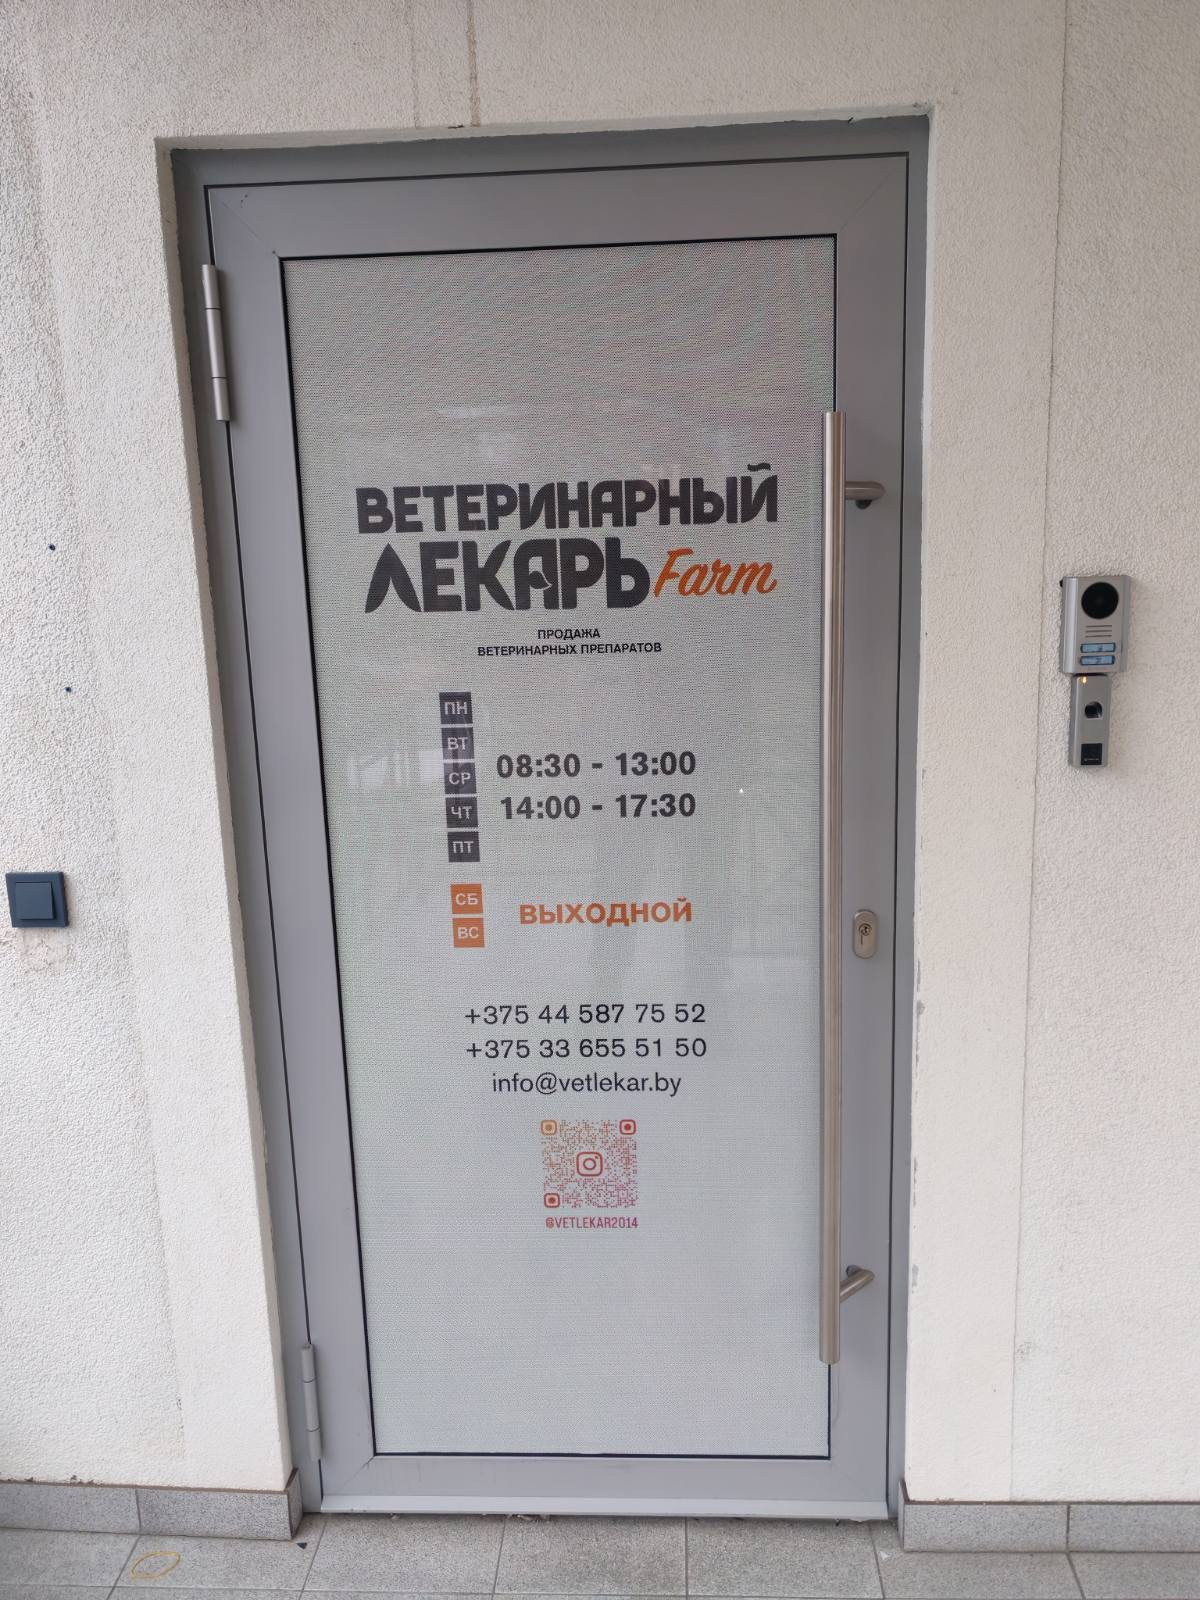 ВЕТЕРИНАРНЫЙ
ЛЕКАРЬ Farm
ПРОДАЖА
ВЕТЕРИНАРНЫХ ПРЕПАРАТОВ
ПН
ВТ
СР
ЧТ
ПТ
08:30 - 13:00
14:00 - 17:30
СБ
ВС
ВЫХОДНОЙ
+375 44 587 75 52
+375 33 655 51 50
info@vetlekar.by
@VETLEKAR2014